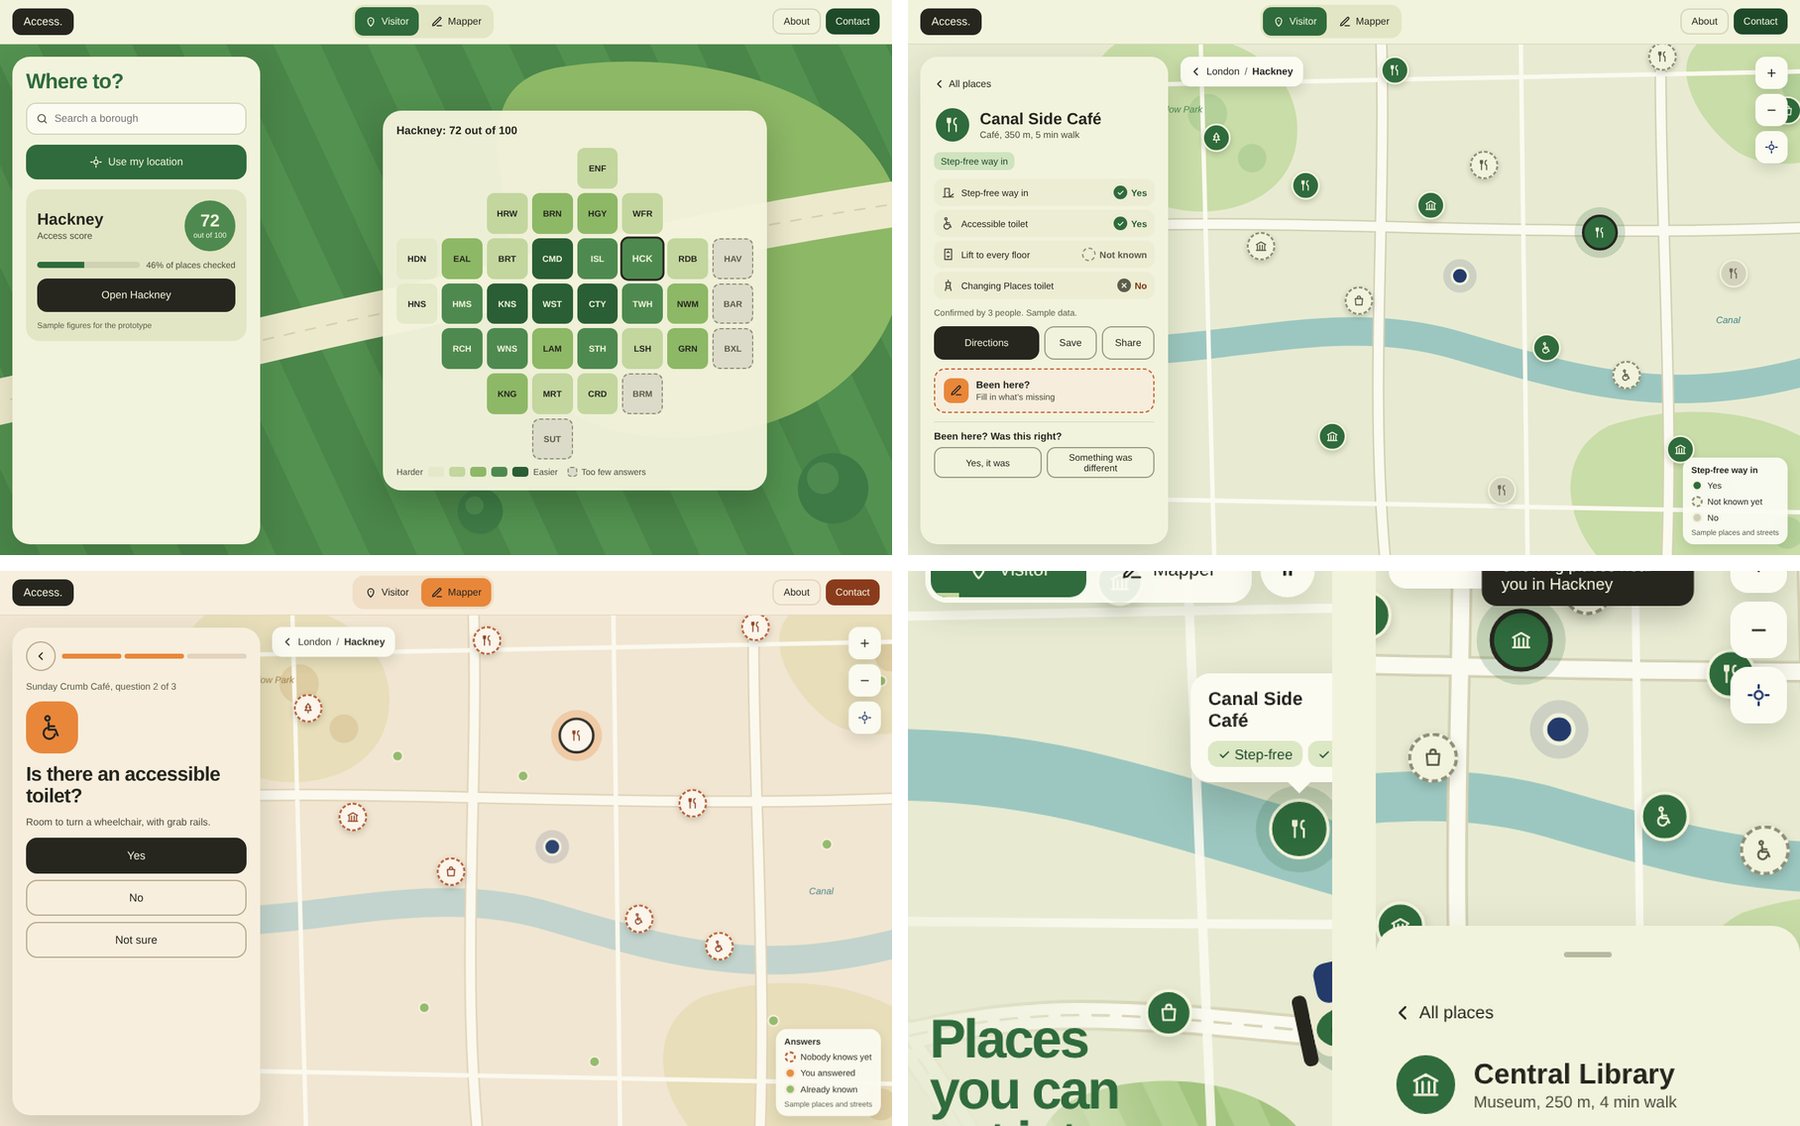 Access.
Visitor
Mapper
About
Contact
Where to?
Search a borough
Use my location
Hackney
Access score
72
out of 100
46% of places checked
Open Hackney
Sample figures for the prototype
Hackney: 72 out of 100
ENF
HRW BRN HGY WFR
HDN EAL BRT CMD ISL HCK RDB HAV
HNS HMS KNS WST CTY TWH NWM BAR
RCH WNS LAM STH LSH GRN BXL
KNG MRT CRD BRM
SUT
Harder
Easier
Too few answers
Access.
Visitor
Mapper
About
Contact
All places
Canal Side Café
Café, 350 m, 5 min walk
Step-free way in
Step-free way in Yes
Accessible toilet Yes
Lift to every floor Not known
Changing Places toilet No
Confirmed by 3 people. Sample data.
Directions
Save
Share
Been here?
Fill in what's missing
Been here? Was this right?
Yes, it was
Something was
different
London / Hackney
ow Park
Canal
Step-free way in
Yes
Not known yet
No
Sample places and streets
Access.
Visitor
Mapper
About
Contact
Sunday Crumb Café, question 2 of 3
Is there an accessible
toilet?
Room to turn a wheelchair, with grab rails.
Yes
No
Not sure
London / Hackney
ow Park
Canal
Answers
Nobody knows yet
You answered
Already known
Sample places and streets
Visitor
Mapper
Canal Side
Café
Step-free
Places
you can
you in Hackney
All places
Central Library
Museum, 250 m, 4 min walk